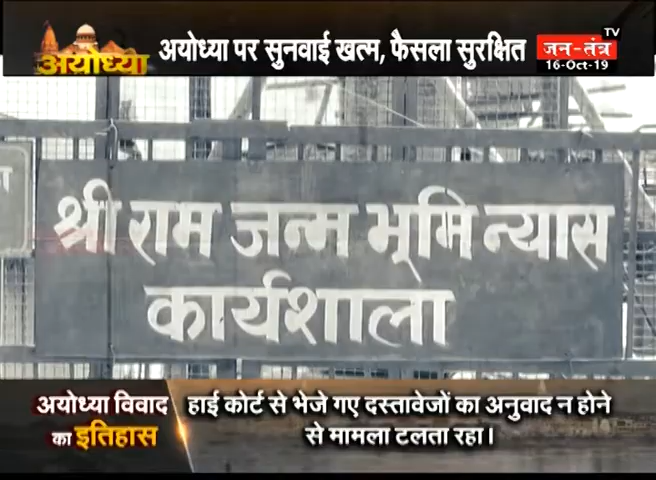 अयोध्या
अयोध्या पर सुनवाई खत्म, फैसला सुरक्षित
जन-तंत्र TV
16-Oct-19
श्री राम जन्म भूमि न्यास
कार्यशाला
अयोध्या विवाद
का इतिहास
हाई कोर्ट से भेजे गए दस्तावेजों का अनुवाद न होने
से मामला टलता रहा।